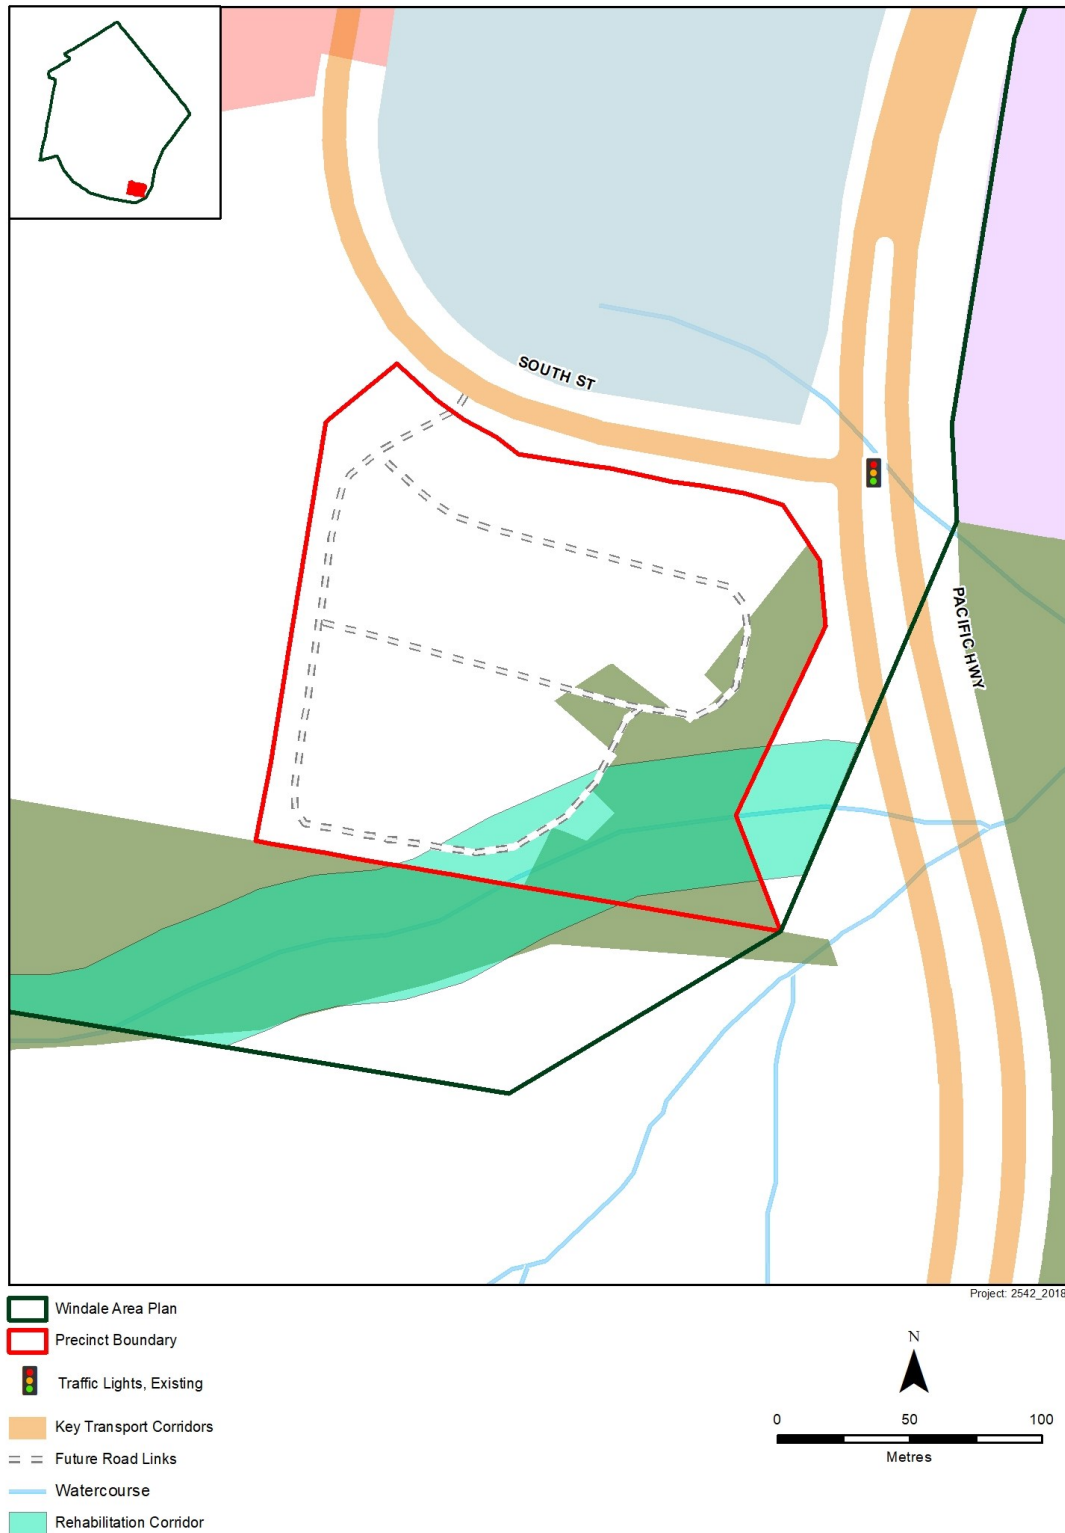 SOUTH ST
PACIFIC HWY
Project: 2542_2018
Windale Area Plan
Precinct Boundary
Traffic Lights, Existing
Key Transport Corridors
Future Road Links
Watercourse
Rehabilitation Corridor
N
0 50 100
Metres